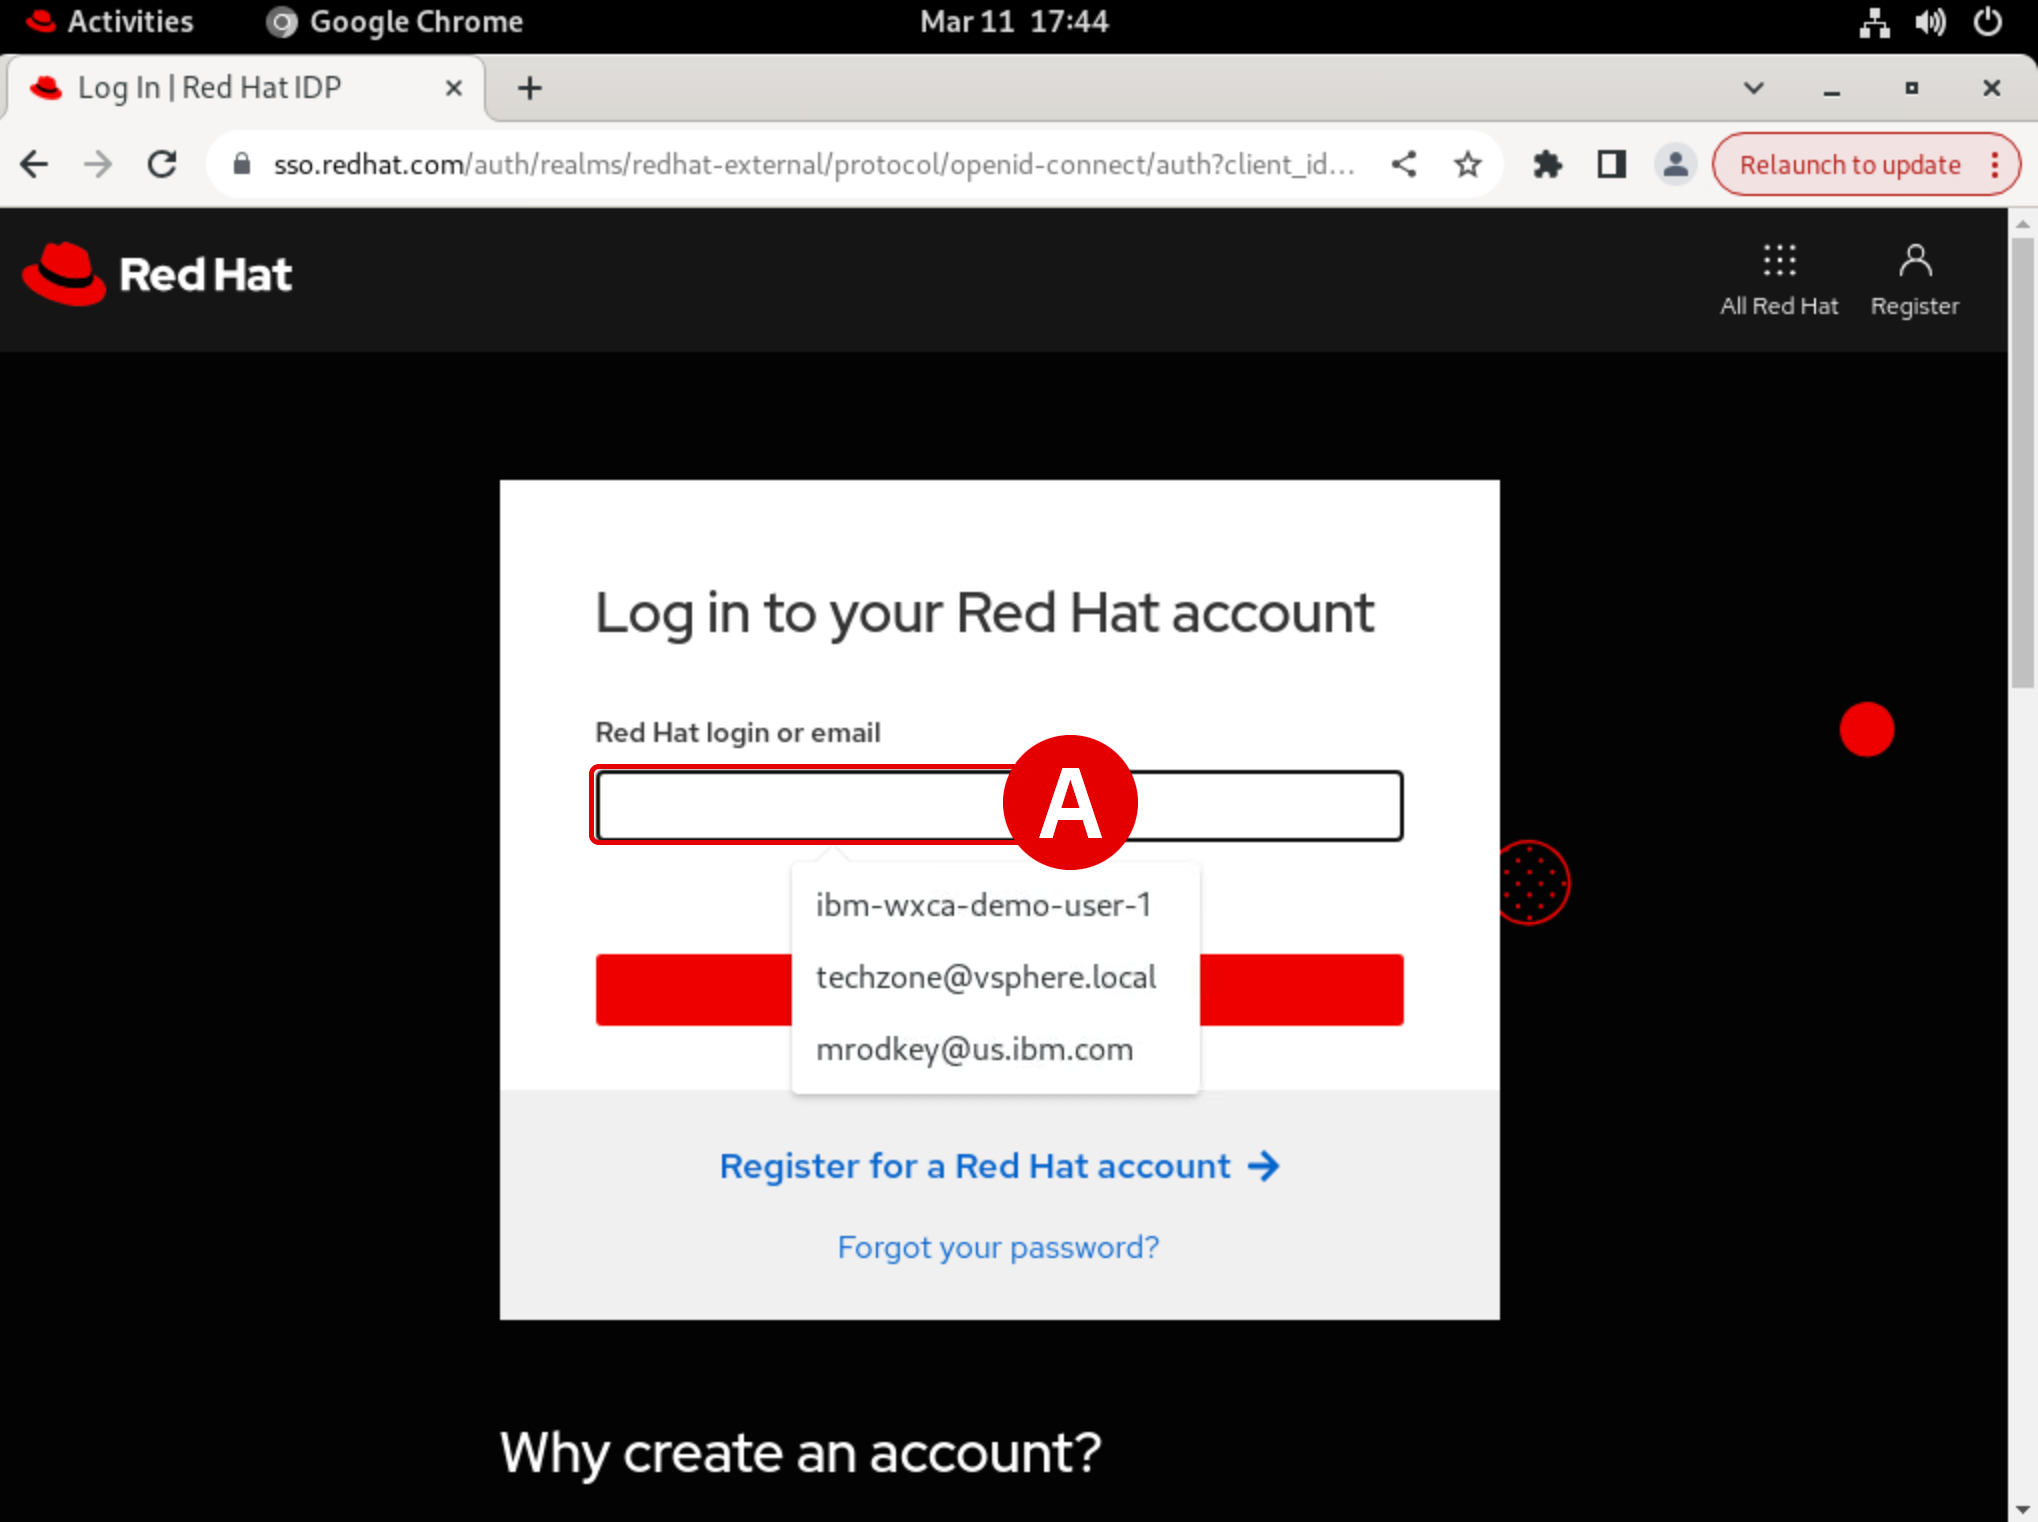 Activities
Google Chrome
Mar 11 17:44
Log In | Red Hat IDP
sso.redhat.com/auth/realms/redhat-external/protocol/openid-connect/auth?client_id...
Relaunch to update
Red Hat
All Red Hat
Register
Log in to your Red Hat account
Red Hat login or email
A
ibm-wxca-demo-user-1
techzone@vsphere.local
mrodkey@us.ibm.com
Register for a Red Hat account
Forgot your password?
Why create an account?